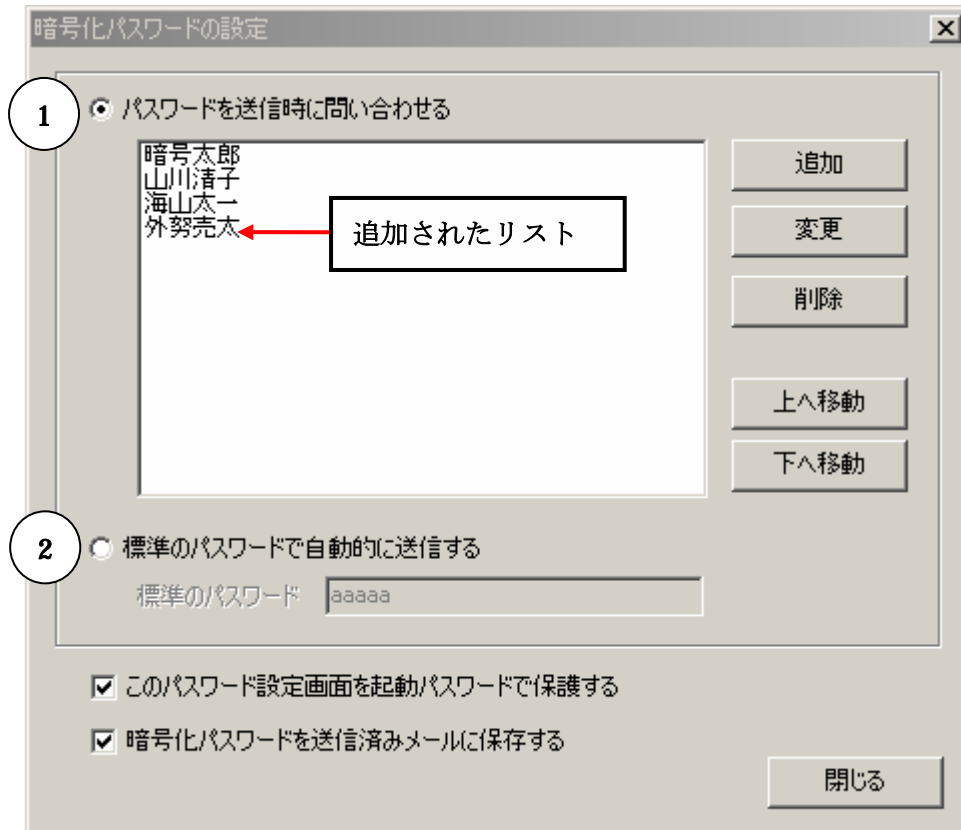 暗号化パスワードの設定
1
パスワードを送信時に問い合わせる
暗号太郎
山川清子
海山太一
外努売太
追加されたリスト
追加
変更
削除
上へ移動
下へ移動
2
標準のパスワードで自動的に送信する
標準のパスワード aaaaa
このパスワード設定画面を起動パスワードで保護する
暗号化パスワードを送信済みメールに保存する
閉じる